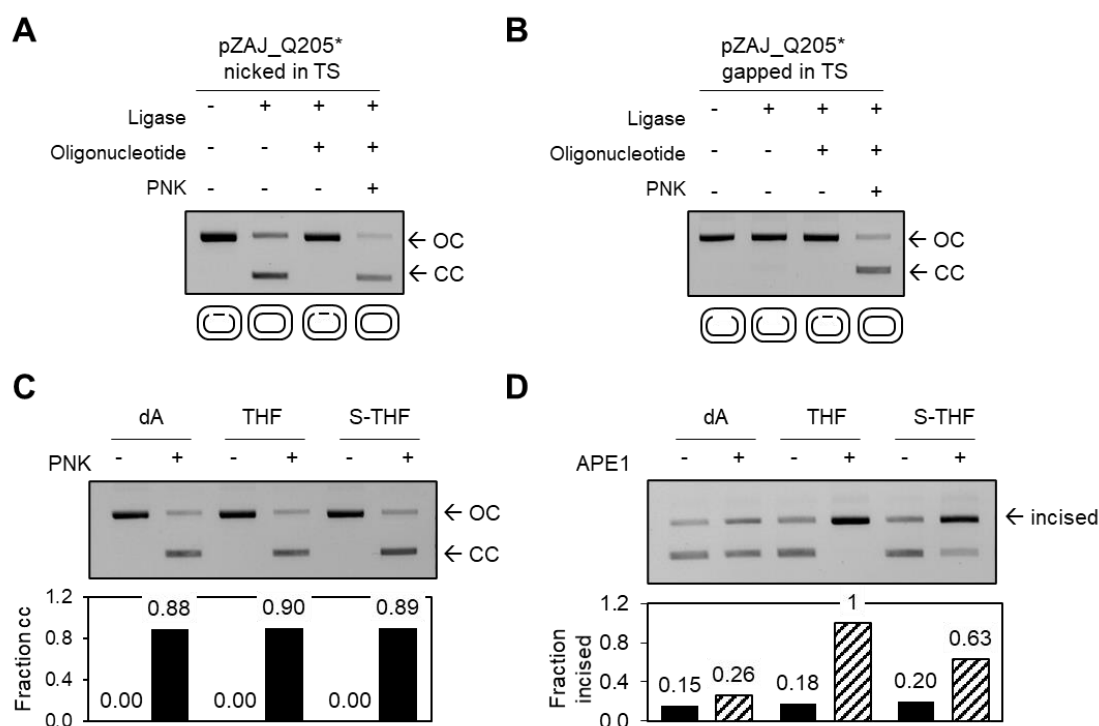 A
pZAJ_Q205*
nicked in TS
Ligase - + + +
Oligonucleotide - - + +
PNK - - - +
← OC
← CC
B
pZAJ_Q205*
gapped in TS
Ligase - + + +
Oligonucleotide - - + +
PNK - - - +
← OC
← CC
C
dA THF S-THF
PNK - + - + - +
← OC
← CC
Fraction cc
1.2
0.8
0.4
0.0
0.00 0.88 0.00 0.90 0.00 0.89
D
dA THF S-THF
APE1 - + - + - +
← incised
Fraction
incised
1.2
0.8
0.4
0.0
0.15 0.26 0.18 1 0.20 0.63